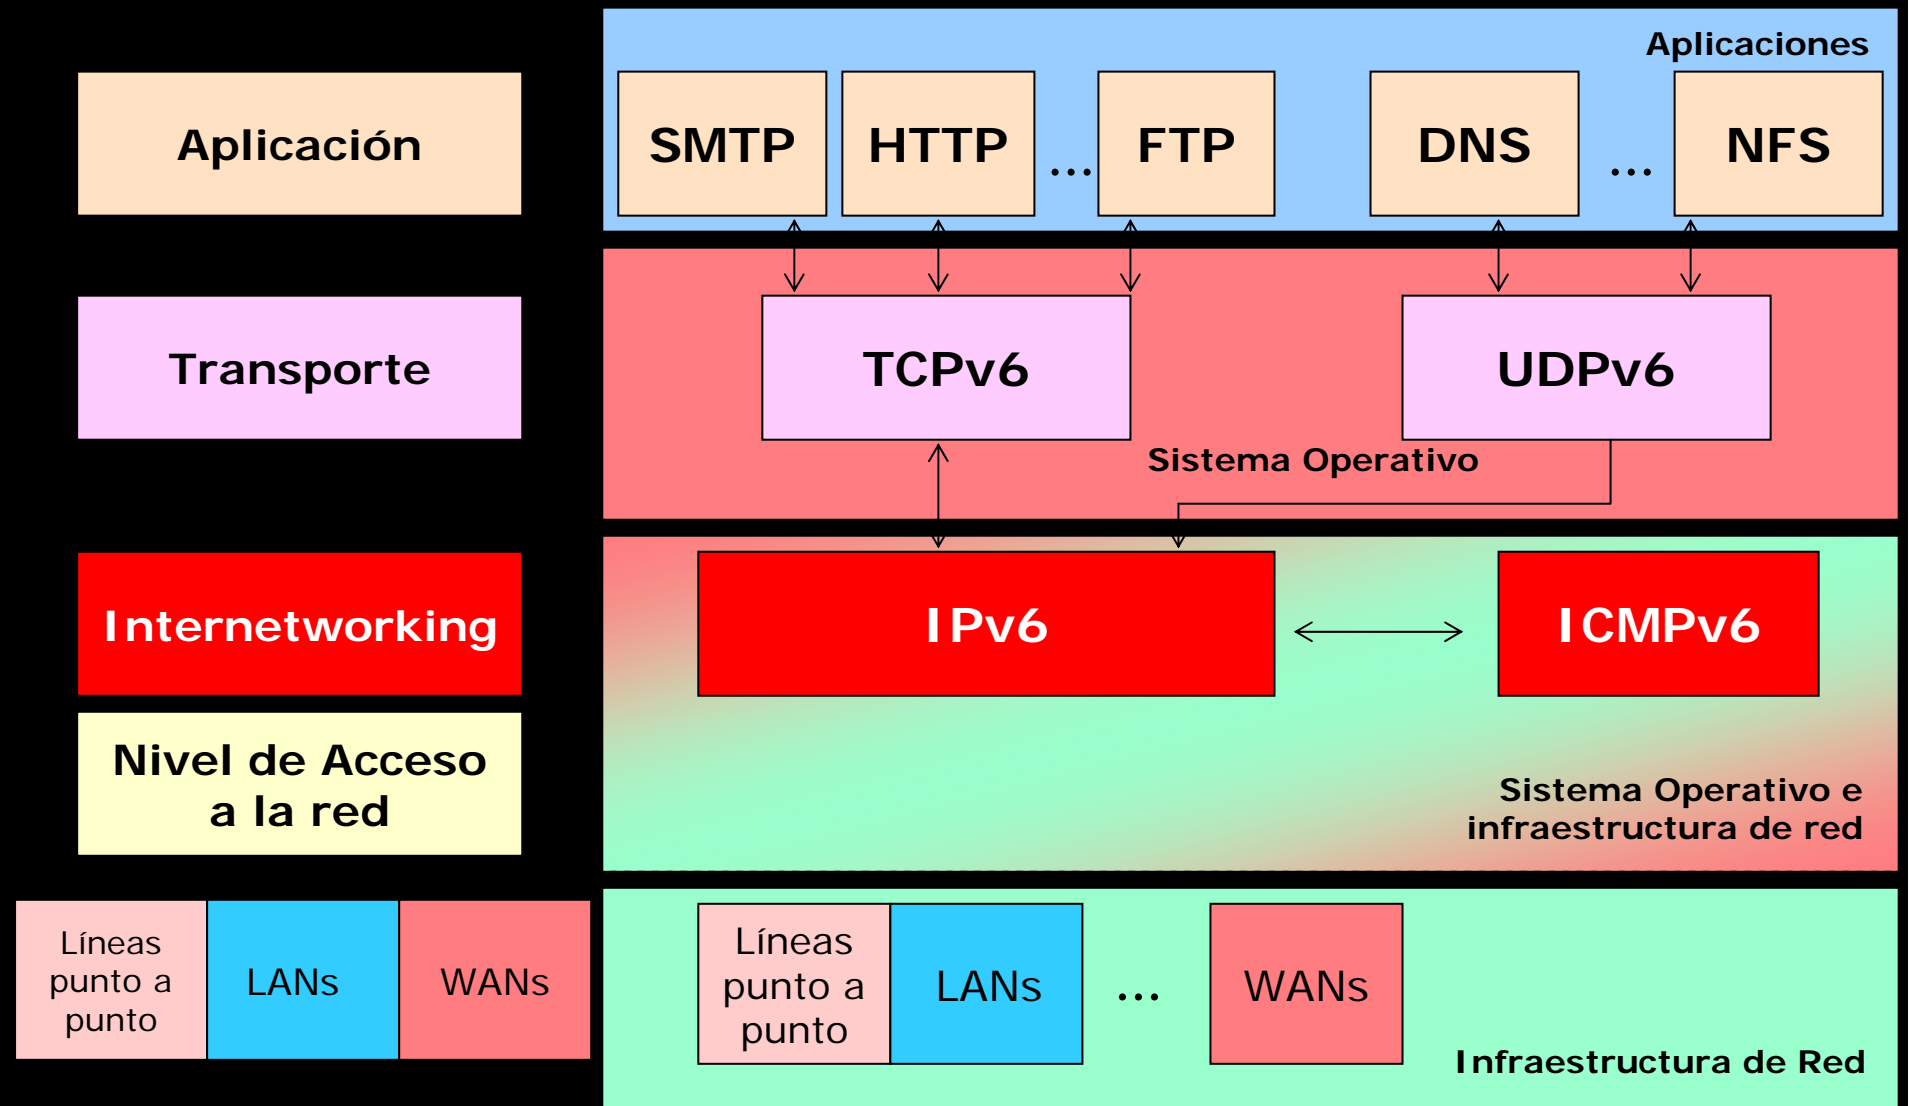 Aplicaciones
Aplicación
SMTP
HTTP
...
FTP
DNS
...
NFS
Transporte
TCPv6
UDPv6
Sistema Operativo
Internetworking
IPv6
ICMPv6
Nivel de Acceso
a la red
Sistema Operativo e
infraestructura de red
Líneas
punto a
punto
LANs
WANs
Líneas
punto a
punto
LANs
...
WANs
Infraestructura de Red